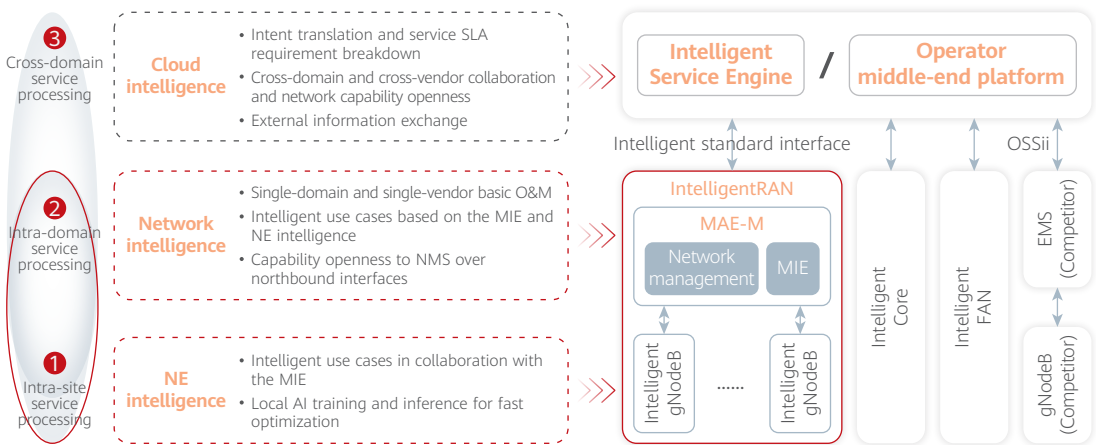 3
Cross-domain
service
processing
2
Intra-domain
service
processing
1
Intra-site
service
processing
Cloud
intelligence
• Intent translation and service SLA
requirement breakdown
• Cross-domain and cross-vendor collaboration
and network capability openness
• External information exchange
Network
intelligence
• Single-domain and single-vendor basic O&M
• Intelligent use cases based on the MIE and
NE intelligence
• Capability openness to NMS over
northbound interfaces
NE
intelligence
• Intelligent use cases in collaboration with
the MIE
• Local AI training and inference for fast
optimization
Intelligent
Service Engine
/
Operator
middle-end platform
Intelligent standard interface
OSSii
IntelligentRAN
MAE-M
Network
management
MIE
Intelligent
gNodeB
......
Intelligent
gNodeB
Intelligent
Core
Intelligent
FAN
EMS
(Competitor)
gNodeB
(Competitor)